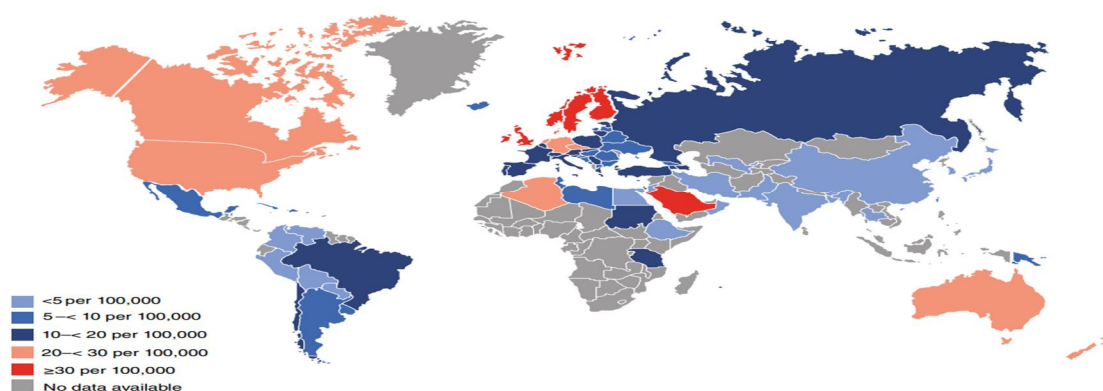 <5 per 100,000
5–< 10 per 100,000
10–< 20 per 100,000
20–< 30 per 100,000
≥30 per 100,000
No data available